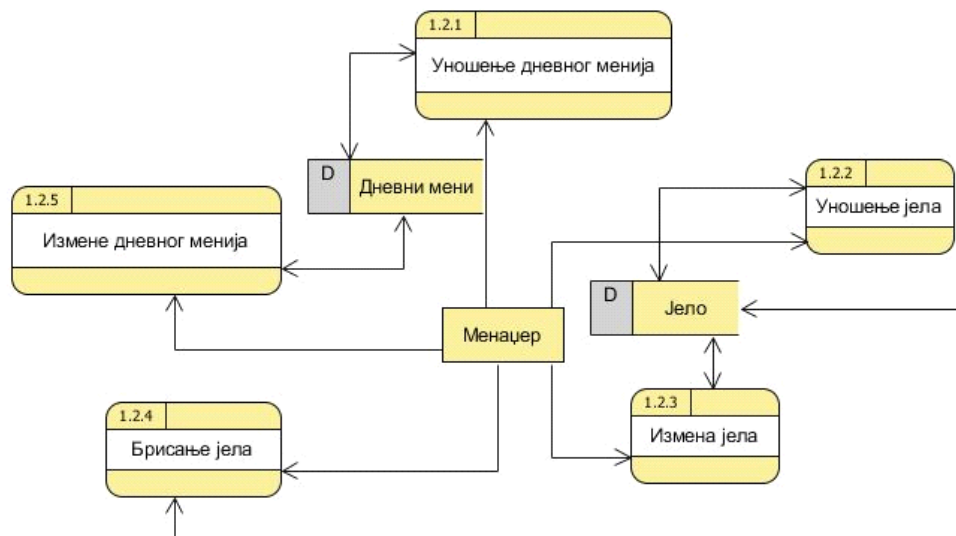 1.2.1
Уношење дневног менија
D
Дневни мени
1.2.2
Уношење јела
1.2.5
Измене дневног менија
D
Јело
Менаџер
1.2.3
Измена јела
1.2.4
Брисање јела